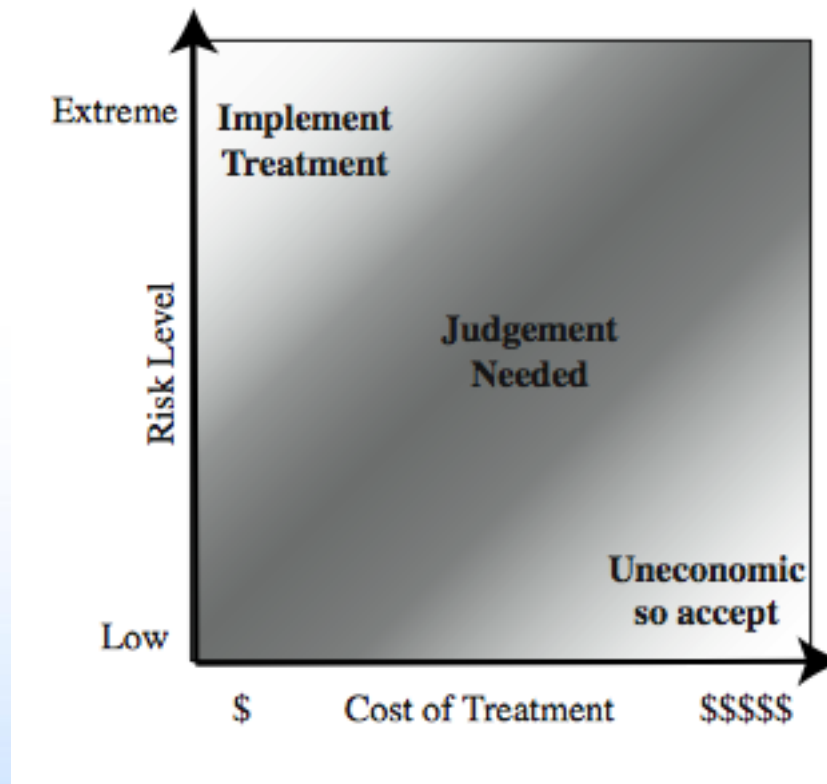 Extreme
Implement
Treatment
Risk Level
Judgement
Needed
Uneconomic
so accept
Low
$ Cost of Treatment $$$$$